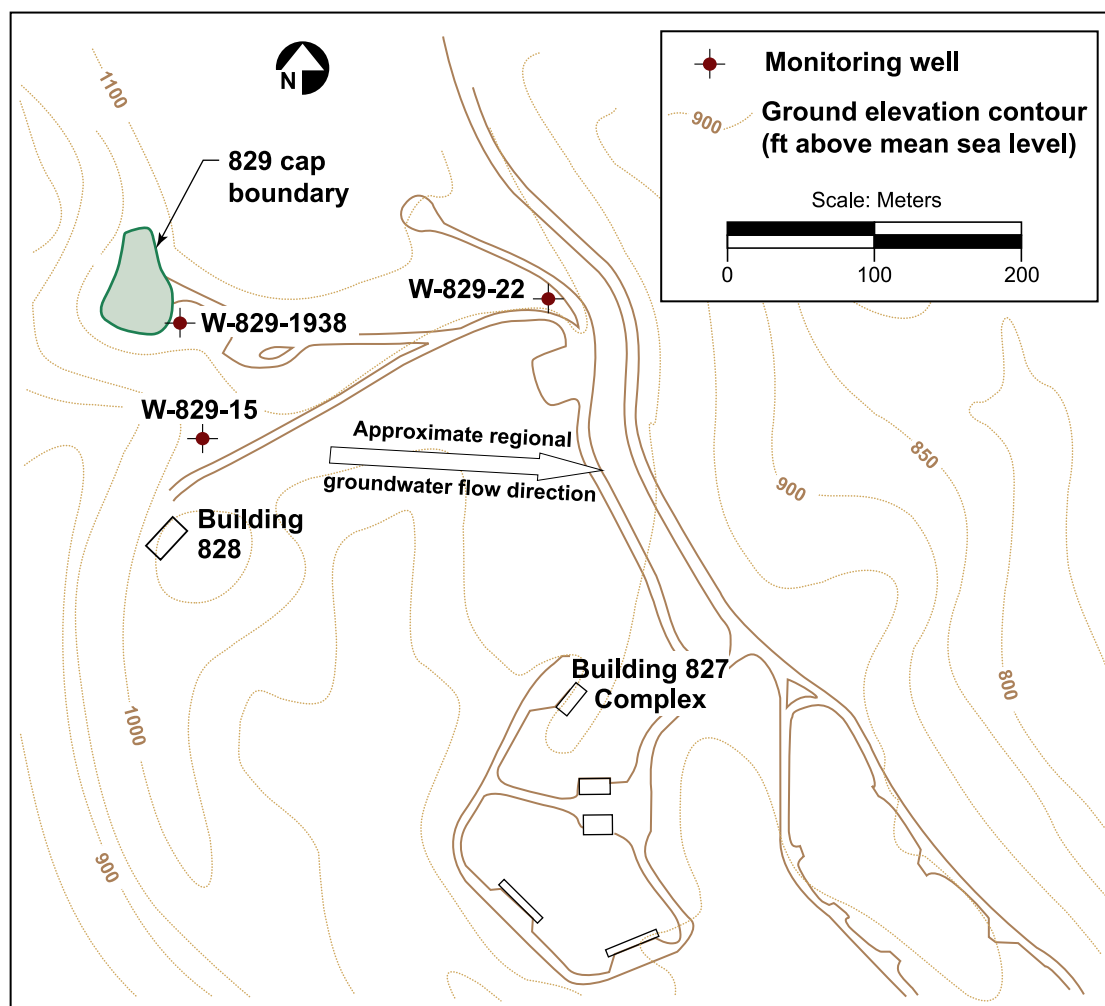 1100
N
829 cap
boundary
Monitoring well
900
Ground elevation contour
(ft above mean sea level)
Scale: Meters
0
100
200
W-829-22
W-829-1938
W-829-15
Approximate regional
groundwater flow direction
850
900
Building
828
Building 827
Complex
800
1000
900